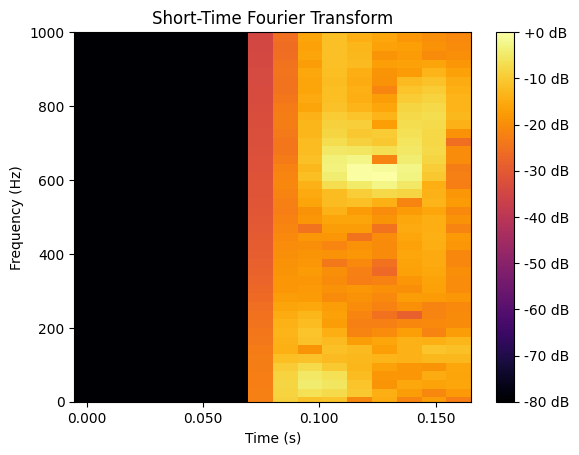 Short-Time Fourier Transform
Frequency (Hz)
1000
800
600
400
200
0
0.000 0.050 0.100 0.150
Time (s)
+0 dB
-10 dB
-20 dB
-30 dB
-40 dB
-50 dB
-60 dB
-70 dB
-80 dB